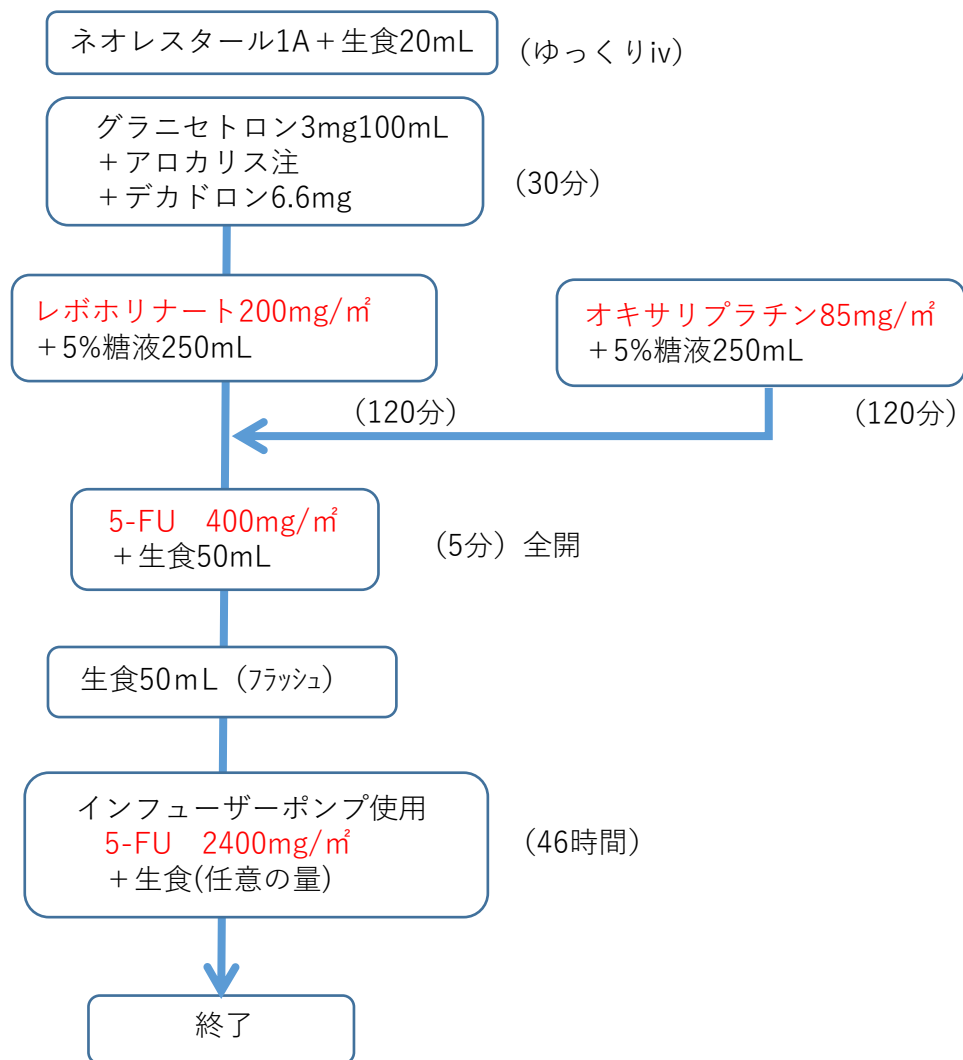 ネオレスタール1A＋生食20mL
（ゆっくりiv）
グラニセトロン3mg100mL
＋アロカリス注
＋デカドロン6.6mg
（30分）
レボホリナート200mg/㎡
＋5%糖液250mL
オキサリプラチン85mg/㎡
＋5%糖液250mL
（120分）
（120分）
5-FU　400mg/㎡
＋生食50mL
（5分）全開
生食50ｍL（ﾌﾗｯｼｭ）
インフューザーポンプ使用
5-FU　2400mg/㎡
＋生食(任意の量)
（46時間）
終了